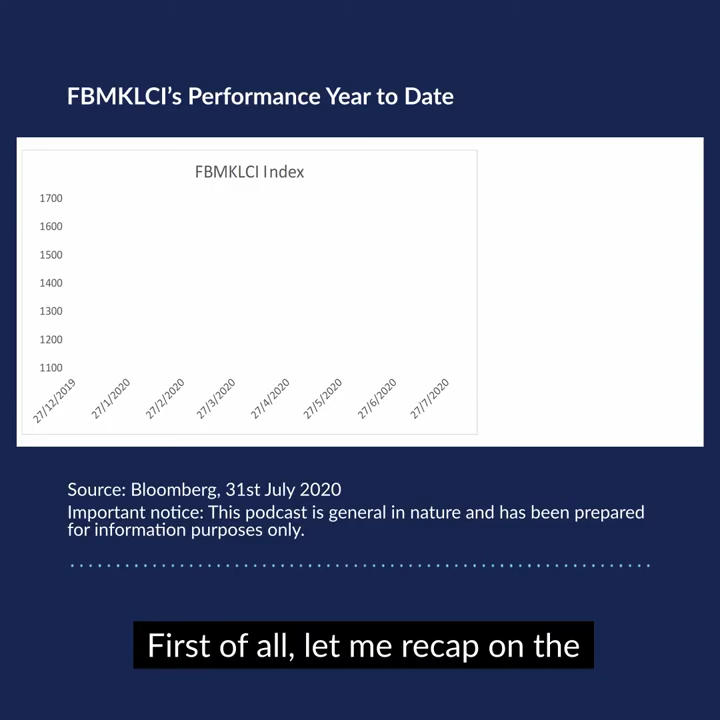 FBMKLCI's Performance Year to Date
FBMKLCI Index
1700
1600
1500
1400
1300
1200
1100
27/12/2019
27/1/2020
27/2/2020
27/3/2020
27/4/2020
27/5/2020
27/6/2020
27/7/2020
Source: Bloomberg, 31st July 2020
Important notice: This podcast is general in nature and has been prepared
for information purposes only.
First of all, let me recap on the